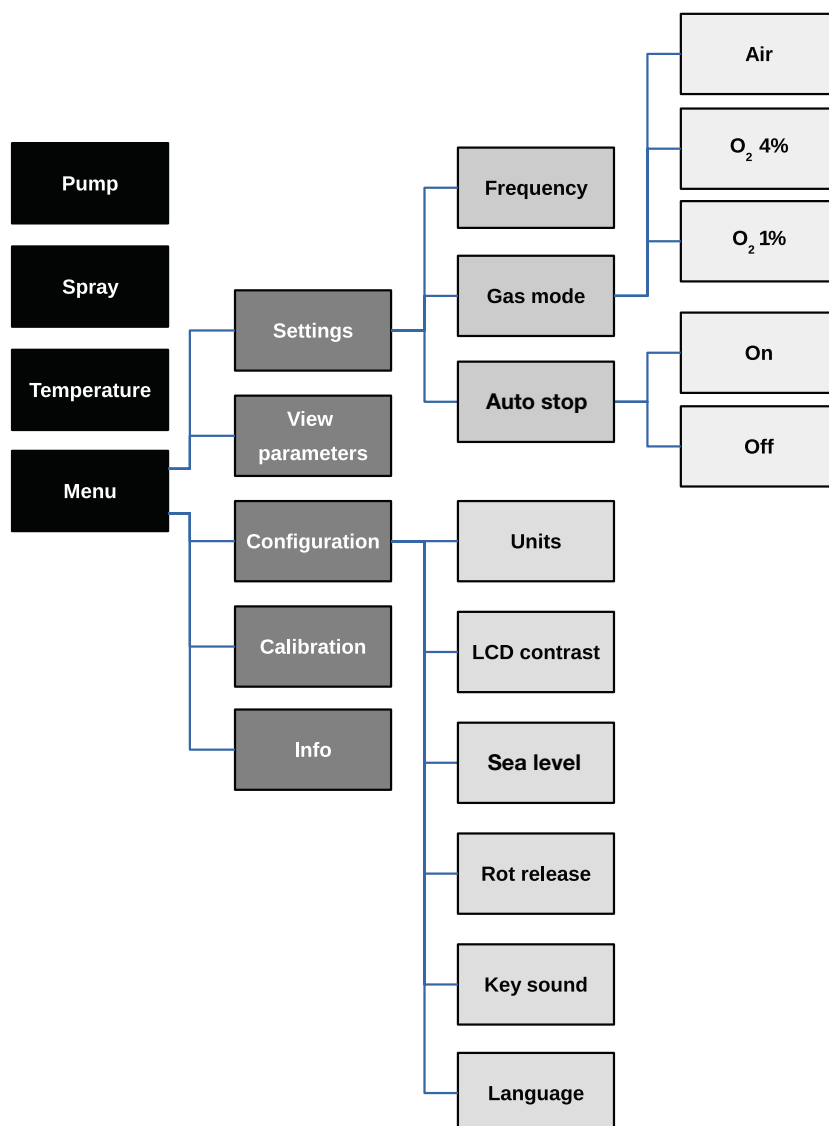 Pump
Spray
Temperature
Menu
Settings
View
parameters
Configuration
Calibration
Info
Frequency
Gas mode
Auto stop
Units
LCD contrast
Sea level
Rot release
Key sound
Language
Air
O₂ 4%
O₂ 1%
On
Off